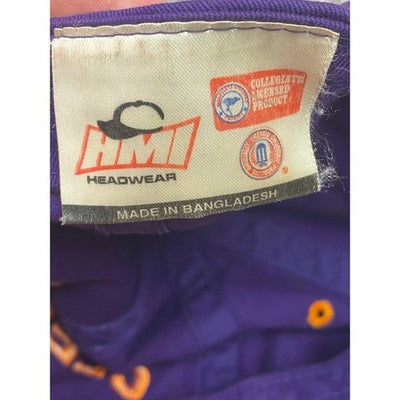 COLLEGIATE
LICENSED
PRODUCT
HMI
HEADWEAR
MADE IN BANGLADESH